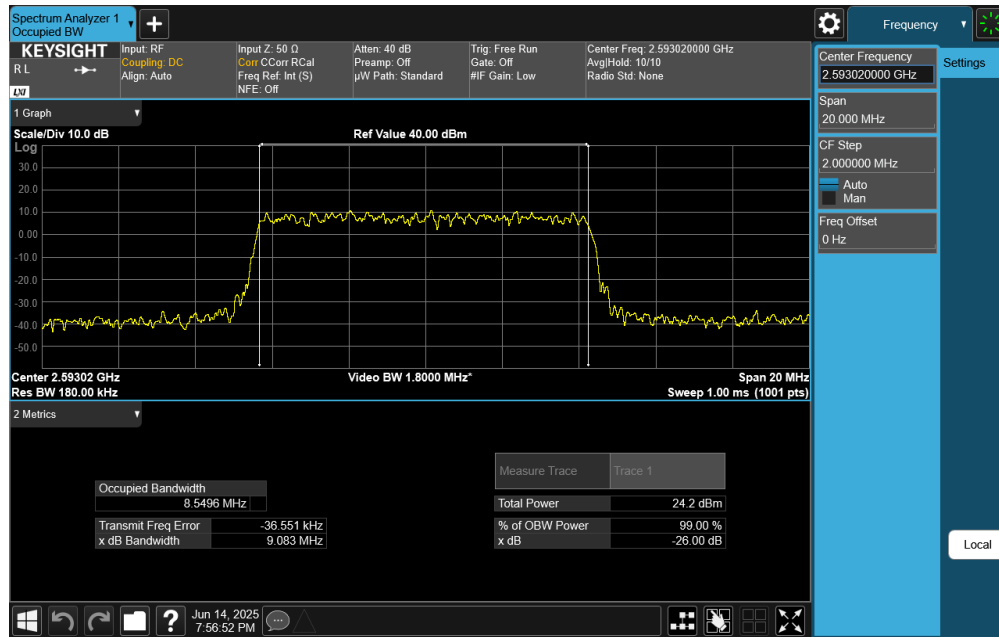 Spectrum Analyzer 1
Occupied BW
Frequency
KEYSIGHT
R L
LXI
Input: RF
Coupling: DC
Align: Auto
Input Z: 50 Ω
Corr CCorr RCal
Freq Ref: Int (S)
NFE: Off
Atten: 40 dB
Preamp: Off
µW Path: Standard
Trig: Free Run
Gate: Off
#IF Gain: Low
Center Freq: 2.593020000 GHz
Avg|Hold: 10/10
Radio Std: None
Center Frequency
2.593020000 GHz
Settings
Span
20.000 MHz
CF Step
2.000000 MHz
Auto
Man
Freq Offset
0 Hz
Local
1 Graph
Scale/Div 10.0 dB
Ref Value 40.00 dBm
Log
30.0
20.0
10.0
0.00
-10.0
-20.0
-30.0
-40.0
-50.0
Center 2.59302 GHz
Video BW 1.8000 MHz*
Span 20 MHz
Res BW 180.00 kHz
Sweep 1.00 ms (1001 pts)
2 Metrics
Measure Trace
Trace 1
Occupied Bandwidth
8.5496 MHz
Total Power
24.2 dBm
Transmit Freq Error
-36.551 kHz
% of OBW Power
99.00 %
x dB Bandwidth
9.083 MHz
x dB
-26.00 dB
?
Jun 14, 2025
7:56:52 PM